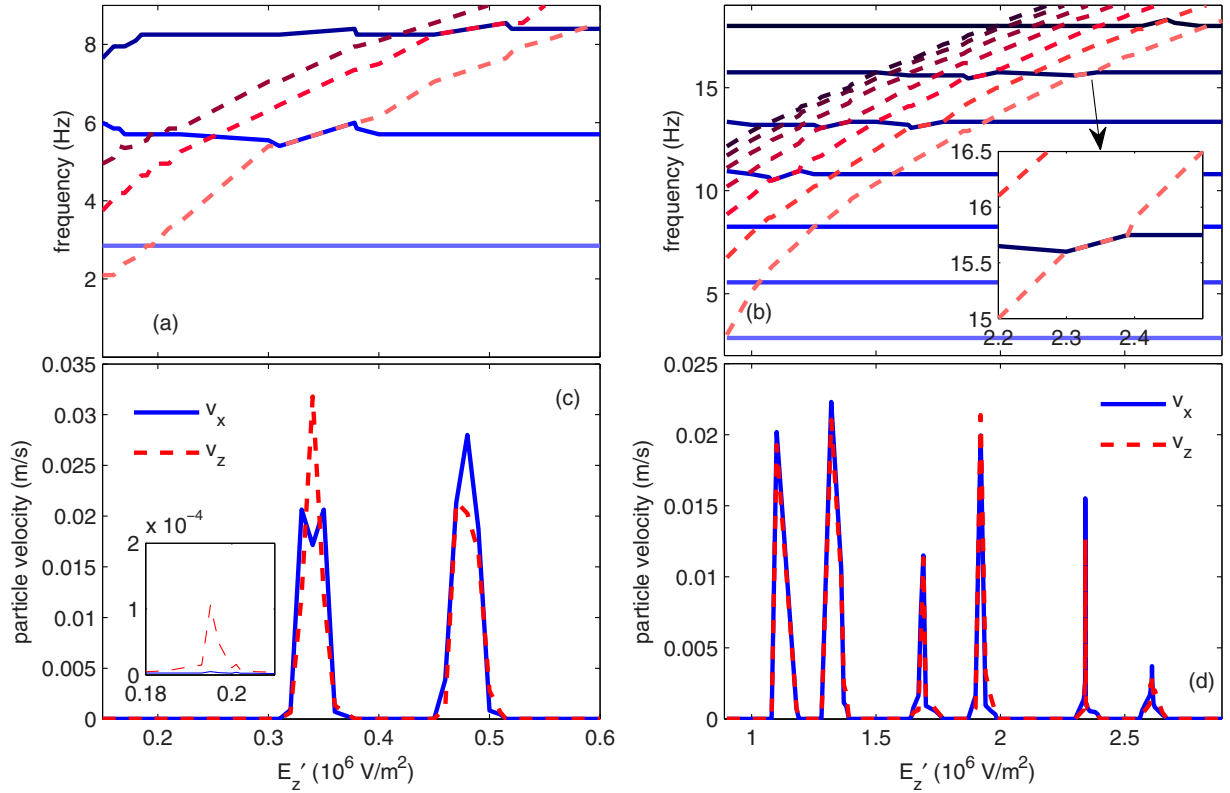 8
6
4
2
frequency (Hz)
(a)
15
10
5
frequency (Hz)
(b)
16.5
16
15.5
15
2.2
2.3
2.4
0.035
0.03
0.025
0.02
0.015
0.01
0.005
0
particle velocity (m/s)
v_x
v_z
(c)
x 10^-4
2
1
0
0.18
0.2
0.2
0.3
0.4
0.5
0.6
E_z′ (10^6 V/m^2)
0.02
0.015
0.01
0.005
0
particle velocity (m/s)
v_x
v_z
(d)
1
1.5
2
2.5
E_z′ (10^6 V/m^2)